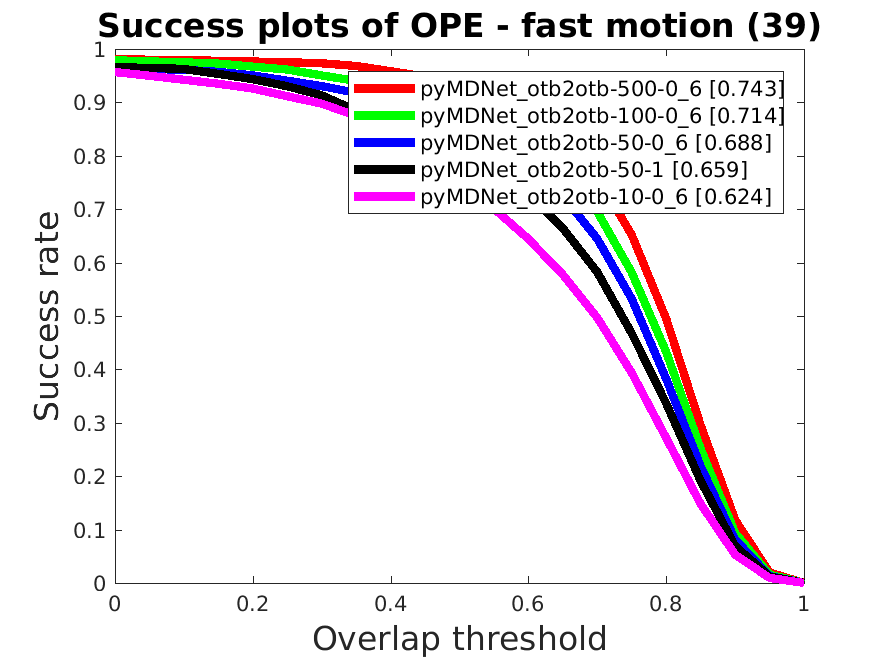 Success plots of OPE - fast motion (39)
1
0.9
0.8
0.7
0.6
0.5
0.4
0.3
0.2
0.1
0
Success rate
pyMDNet_otb2otb-500-0_6 [0.743]
pyMDNet_otb2otb-100-0_6 [0.714]
pyMDNet_otb2otb-50-0_6 [0.688]
pyMDNet_otb2otb-50-1 [0.659]
pyMDNet_otb2otb-10-0_6 [0.624]
0 0.2 0.4 0.6 0.8 1
Overlap threshold